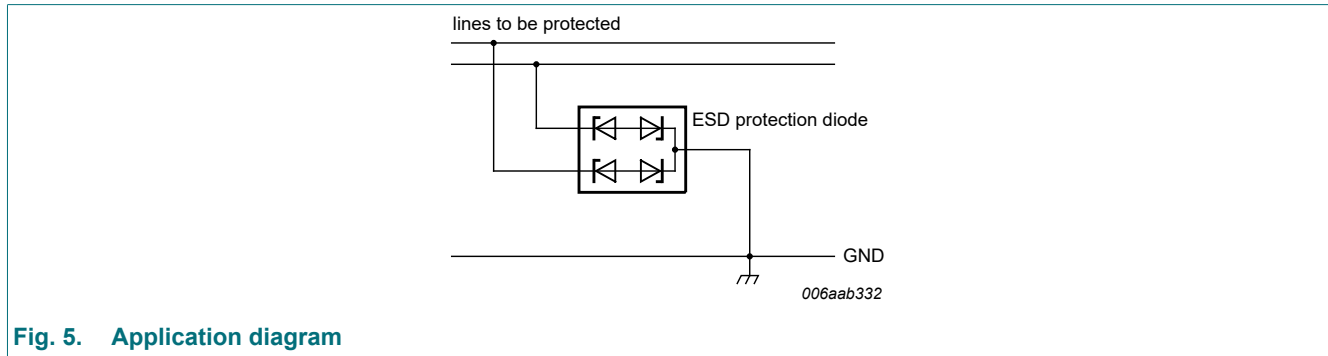 lines to be protected
ESD protection diode
GND
006aab332
Fig. 5. Application diagram